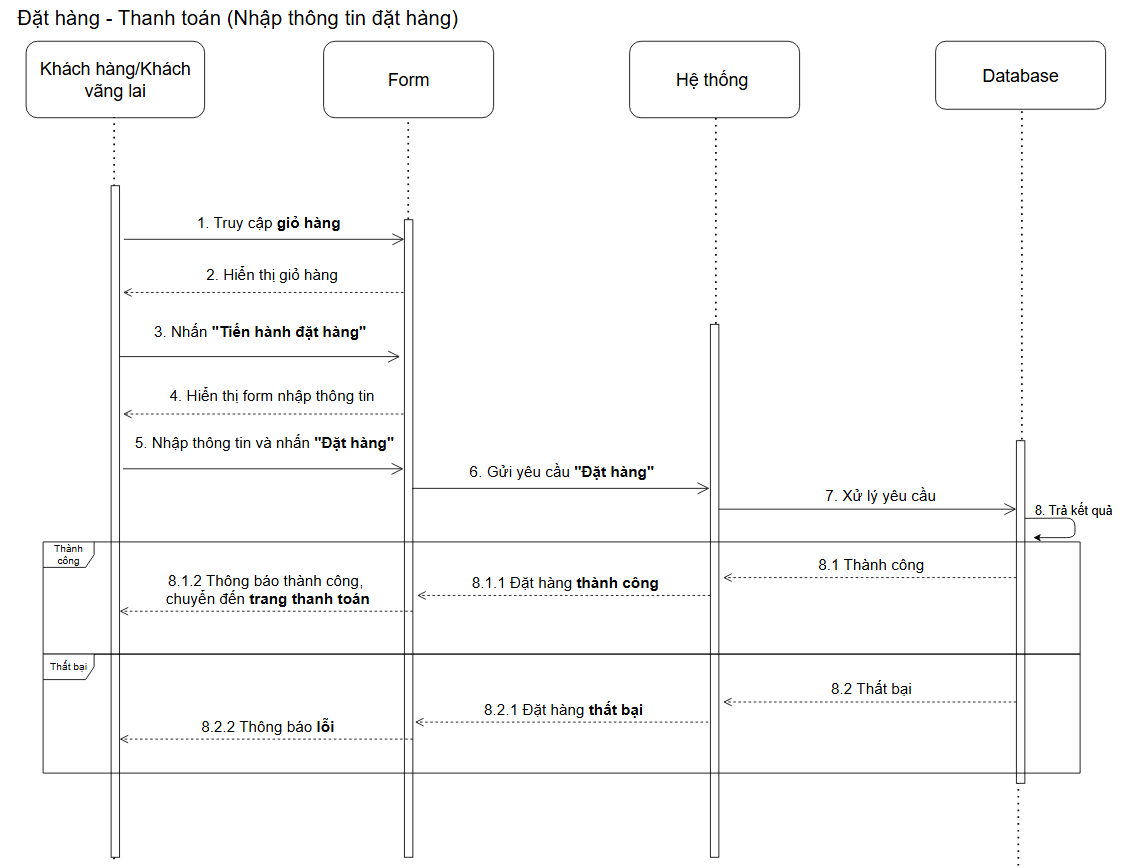 Đặt hàng - Thanh toán (Nhập thông tin đặt hàng)
Khách hàng/Khách
vãng lai
Form
Hệ thống
Database
1. Truy cập giỏ hàng
2. Hiển thị giỏ hàng
3. Nhấn "Tiến hành đặt hàng"
4. Hiển thị form nhập thông tin
5. Nhập thông tin và nhấn "Đặt hàng"
6. Gửi yêu cầu "Đặt hàng"
7. Xử lý yêu cầu
8. Trả kết quả
Thành
công
8.1 Thành công
8.1.1 Đặt hàng thành công
8.1.2 Thông báo thành công,
chuyển đến trang thanh toán
Thất bại
8.2 Thất bại
8.2.1 Đặt hàng thất bại
8.2.2 Thông báo lỗi